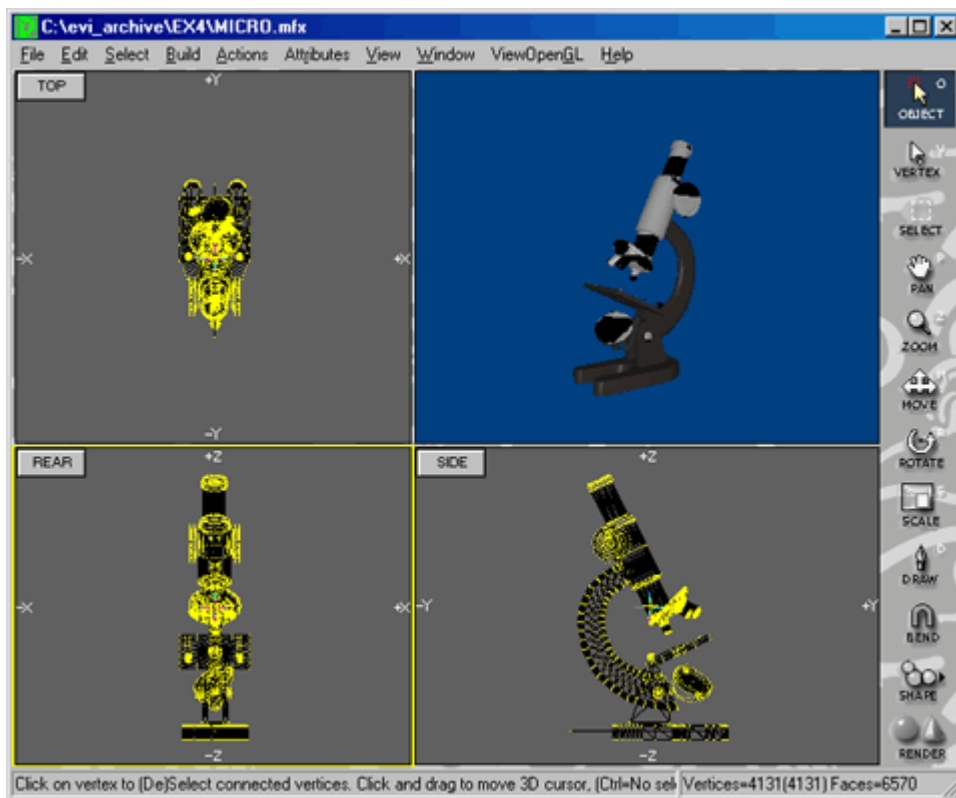 C:\evi_archive\EX4\MICRO.mfx
File Edit Select Build Actions Attributes View Window ViewOpenGL Help
TOP
+Y
-X
+X
-Y
REAR
+Z
-X
+X
-Z
SIDE
+Z
-Y
+Y
-Z
OBJECT
VERTEX
SELECT
PAN
ZOOM
MOVE
ROTATE
SCALE
DRAW
BEND
SHAPE
RENDER
Click on vertex to (De)Select connected vertices. Click and drag to move 3D cursor, (Ctrl=No sel
Vertices=4131(4131) Faces=6570